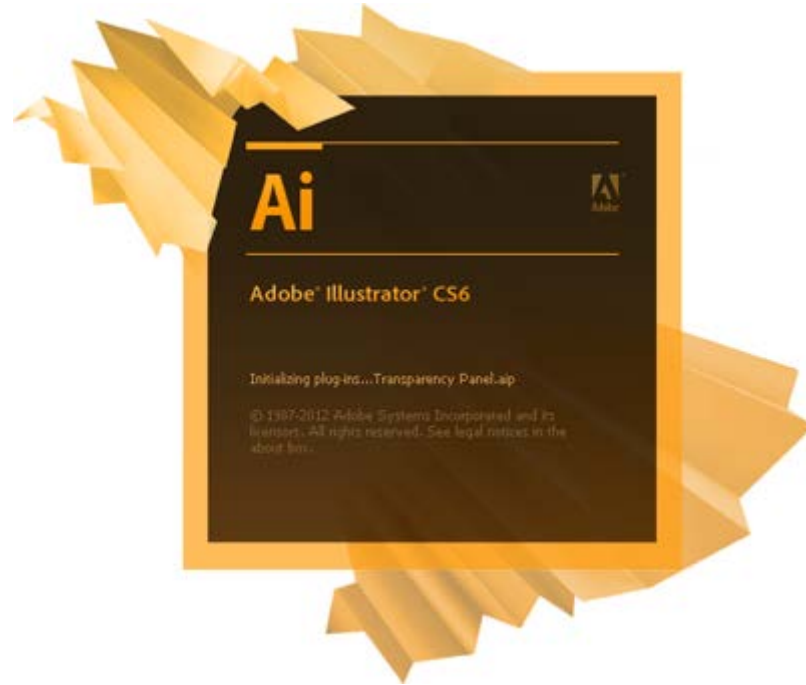 Ai
Adobe
Adobe® Illustrator® CS6
Initializing plug-ins...Transparency Panel.aip
© 1987-2012 Adobe Systems Incorporated and its
licensors. All rights reserved. See legal notices in the
about box.